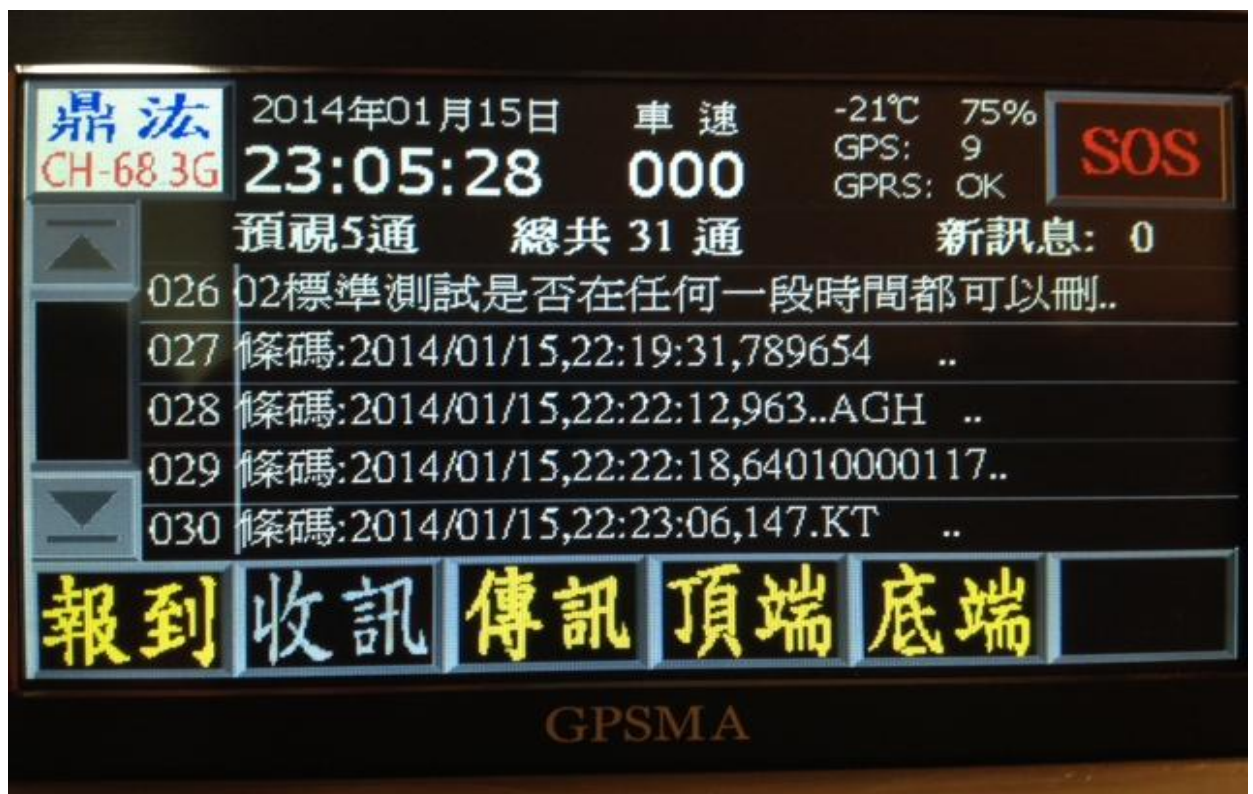 鼎汯 2014年01月15日 車速 -21℃ 75% SOS
CH-68 3G 23:05:28 000 GPS: 9
GPRS: OK
預視5通 總共 31 通 新訊息: 0
026 02標準測試是否在任何一段時間都可以刪..
027 條碼:2014/01/15,22:19:31,789654 ..
028 條碼:2014/01/15,22:22:12,963..AGH ..
029 條碼:2014/01/15,22:22:18,64010000117..
030 條碼:2014/01/15,22:23:06,147.KT ..
報到 收訊 傳訊 頂端 底端
GPSMA